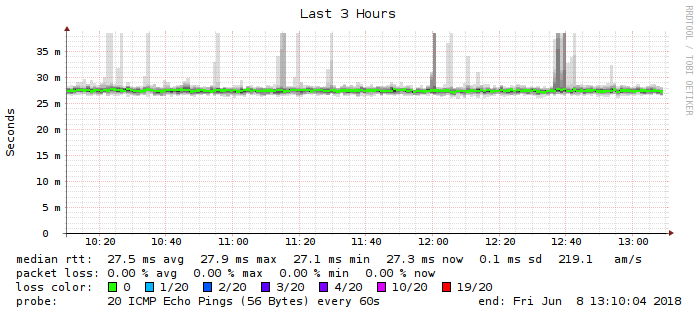 Last 3 Hours
RRDTOOL / TOBI OETIKER
Seconds
35 m
30 m
25 m
20 m
15 m
10 m
5 m
0
10:20 10:40 11:00 11:20 11:40 12:00 12:20 12:40 13:00
median rtt: 27.5 ms avg 27.9 ms max 27.1 ms min 27.3 ms now 0.1 ms sd 219.1 am/s
packet loss: 0.00 % avg 0.00 % max 0.00 % min 0.00 % now
loss color: 0 1/20 2/20 3/20 4/20 10/20 19/20
probe: 20 ICMP Echo Pings (56 Bytes) every 60s end: Fri Jun 8 13:10:04 2018